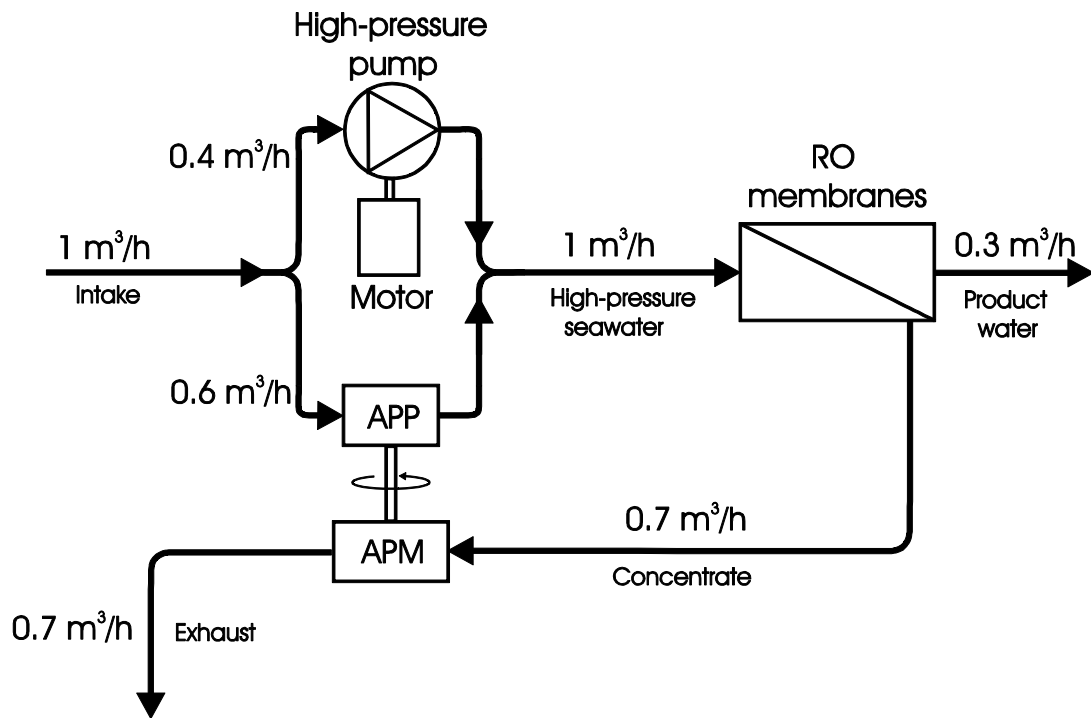 High-pressure
pump
0.4 m³/h
RO
membranes
1 m³/h
Intake
Motor
1 m³/h
High-pressure
seawater
0.3 m³/h
Product
water
0.6 m³/h
APP
APM
0.7 m³/h
Concentrate
0.7 m³/h
Exhaust